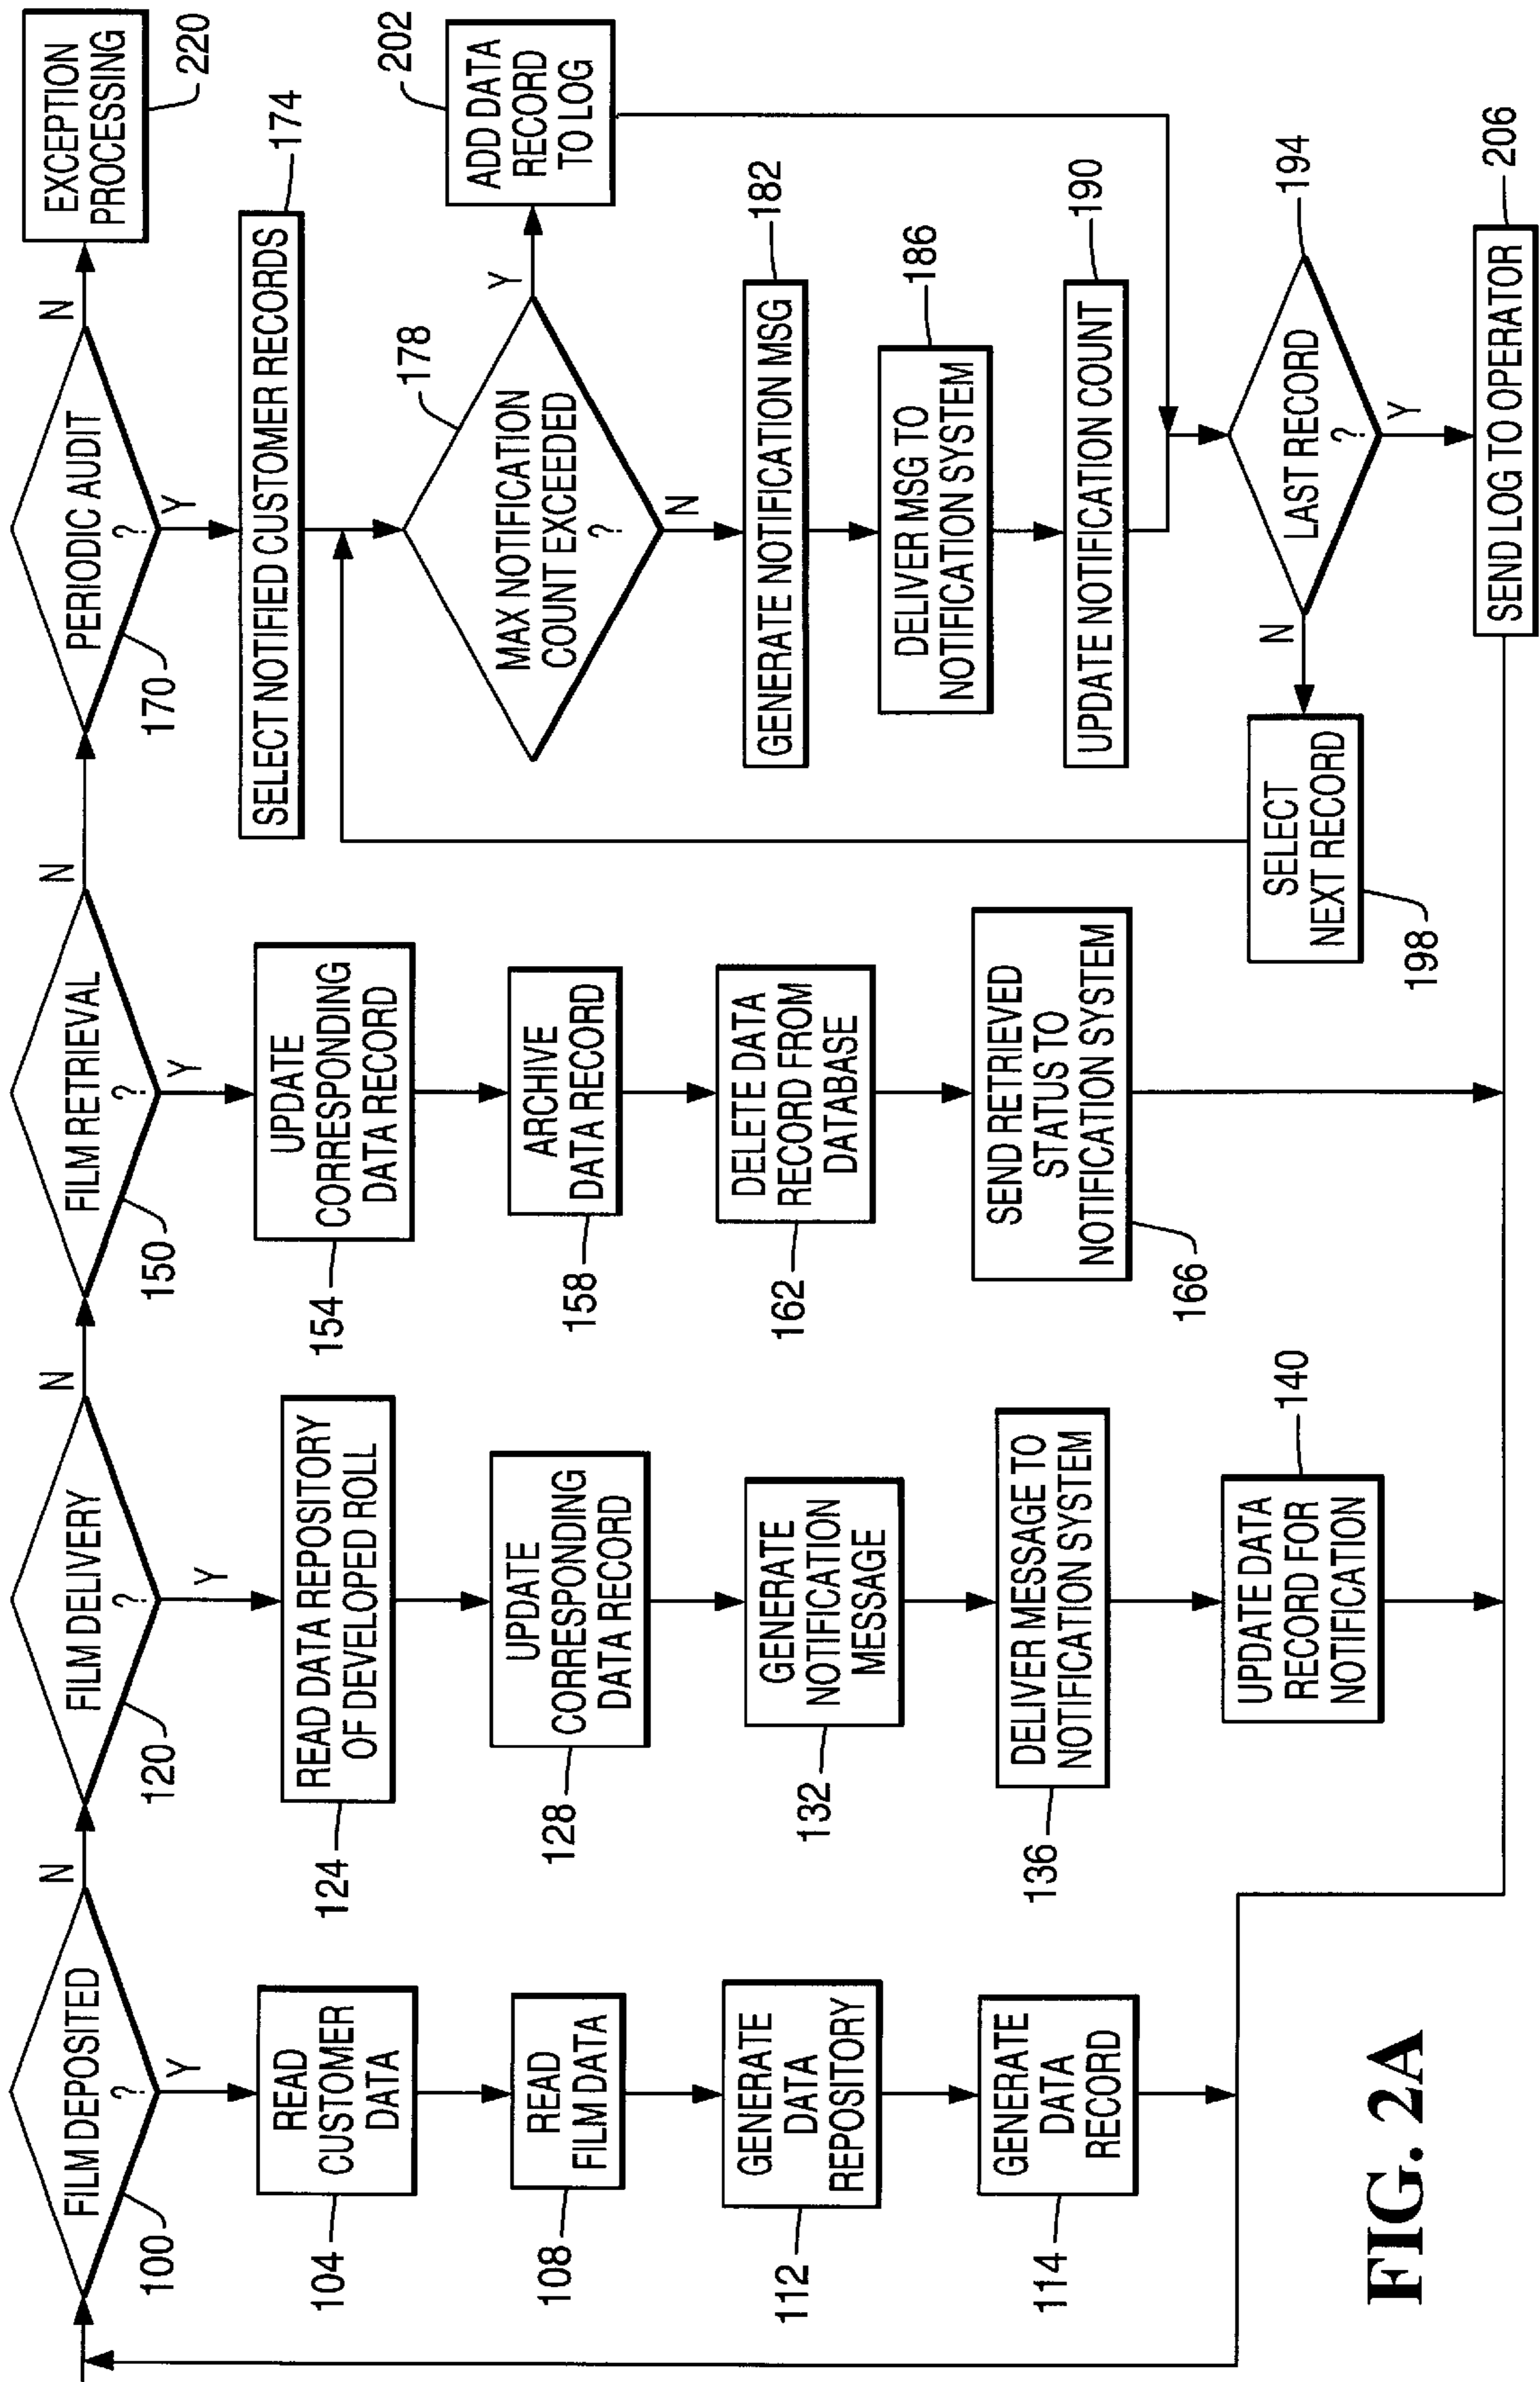 FILM DEPOSITED
?
100
Y
N
READ
CUSTOMER
DATA
104
READ
FILM DATA
108
GENERATE
DATA
REPOSITORY
112
GENERATE
DATA
RECORD
114
FILM DELIVERY
?
120
Y
N
READ DATA REPOSITORY
OF DEVELOPED ROLL
124
UPDATE
CORRESPONDING
DATA RECORD
128
GENERATE
NOTIFICATION
MESSAGE
132
DELIVER MESSAGE TO
NOTIFICATION SYSTEM
136
UPDATE DATA
RECORD FOR
NOTIFICATION
140
FILM RETRIEVAL
?
150
Y
N
UPDATE
CORRESPONDING
DATA RECORD
154
ARCHIVE
DATA RECORD
158
DELETE DATA
RECORD FROM
DATABASE
162
SEND RETRIEVED
STATUS TO
NOTIFICATION SYSTEM
166
PERIODIC AUDIT
?
170
Y
N
EXCEPTION
PROCESSING
220
SELECT NOTIFIED CUSTOMER RECORDS
174
MAX NOTIFICATION
COUNT EXCEEDED
?
178
Y
N
ADD DATA
RECORD
TO LOG
202
GENERATE NOTIFICATION MSG
182
DELIVER MSG TO
NOTIFICATION SYSTEM
186
UPDATE NOTIFICATION COUNT
190
LAST RECORD
?
194
N
Y
SELECT
NEXT RECORD
198
SEND LOG TO OPERATOR
206
FIG. 2A